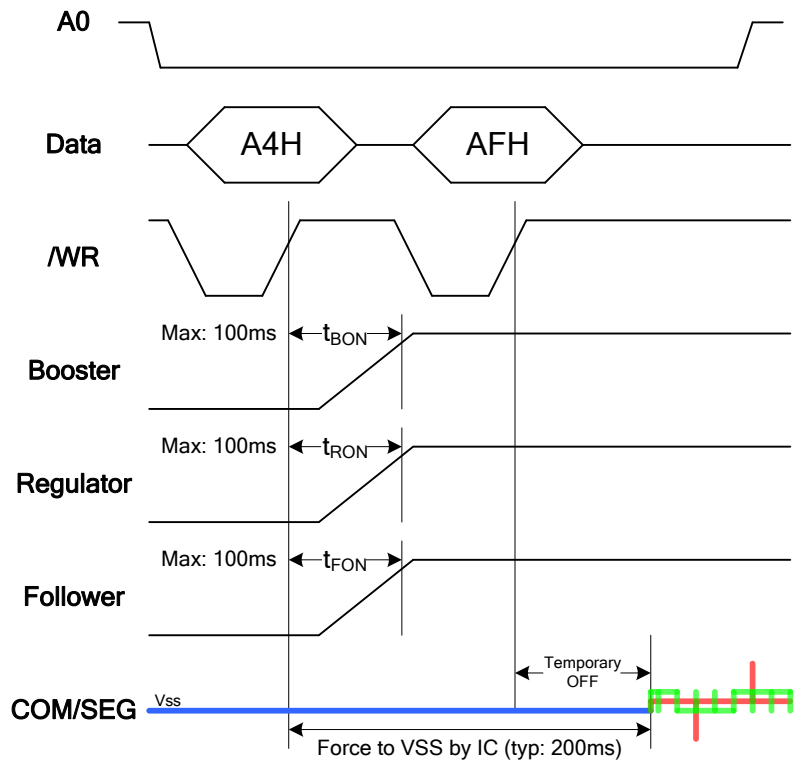 A0
Data
A4H
AFH
/WR
Max: 100ms
tBON
Booster
Max: 100ms
tRON
Regulator
Max: 100ms
tFON
Follower
Temporary
OFF
COM/SEG
Vss
Force to VSS by IC (typ: 200ms)